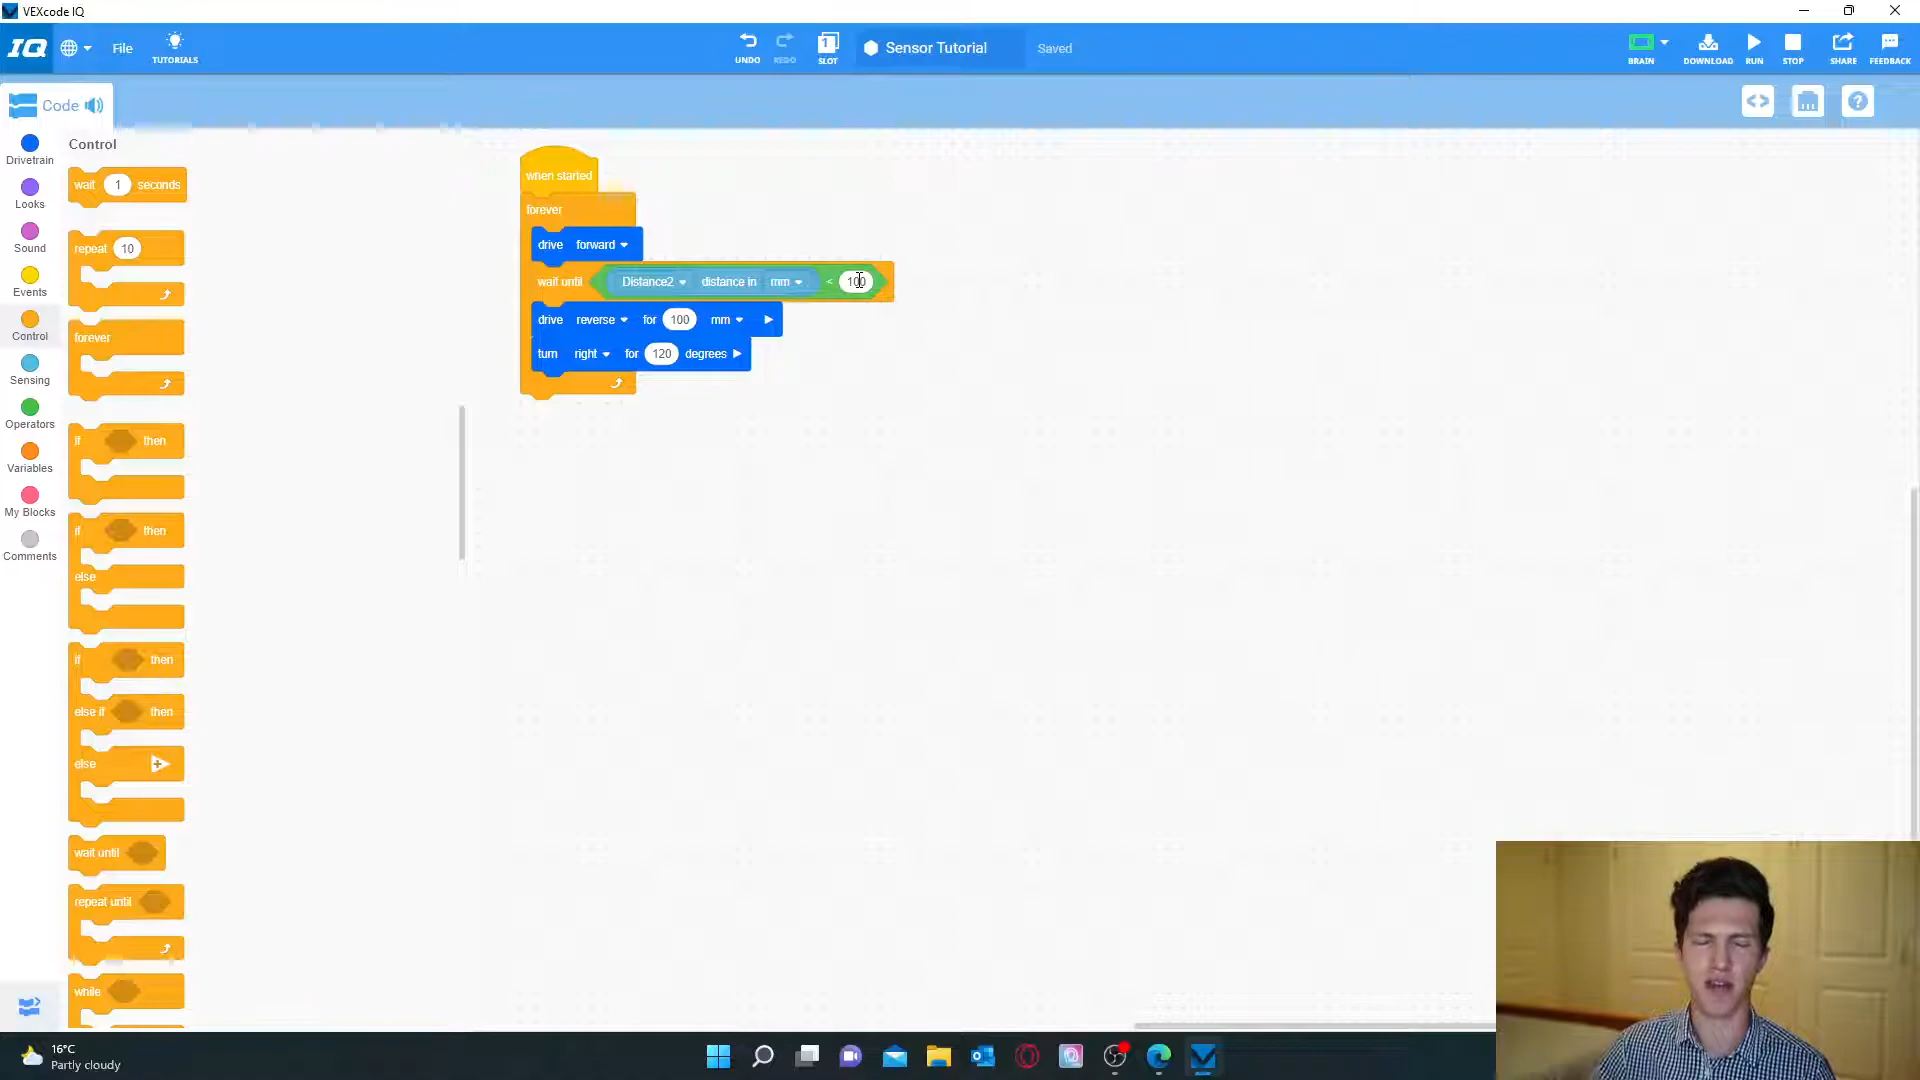 VEXcode IQ
IQ
File
TUTORIALS
UNDO
REDO
1
SLOT
Sensor Tutorial
Saved
BRAIN
DOWNLOAD
RUN
STOP
SHARE
FEEDBACK
Code
Drivetrain
Looks
Sound
Events
Control
Sensing
Operators
Variables
My Blocks
Comments
Control
wait 1 seconds
repeat 10
forever
if then
if then
else
if then
else if then
else
wait until
repeat until
while
when started
forever
drive forward
wait until Distance2 distance in mm < 100
drive reverse for 100 mm
turn right for 120 degrees
16°C
Partly cloudy